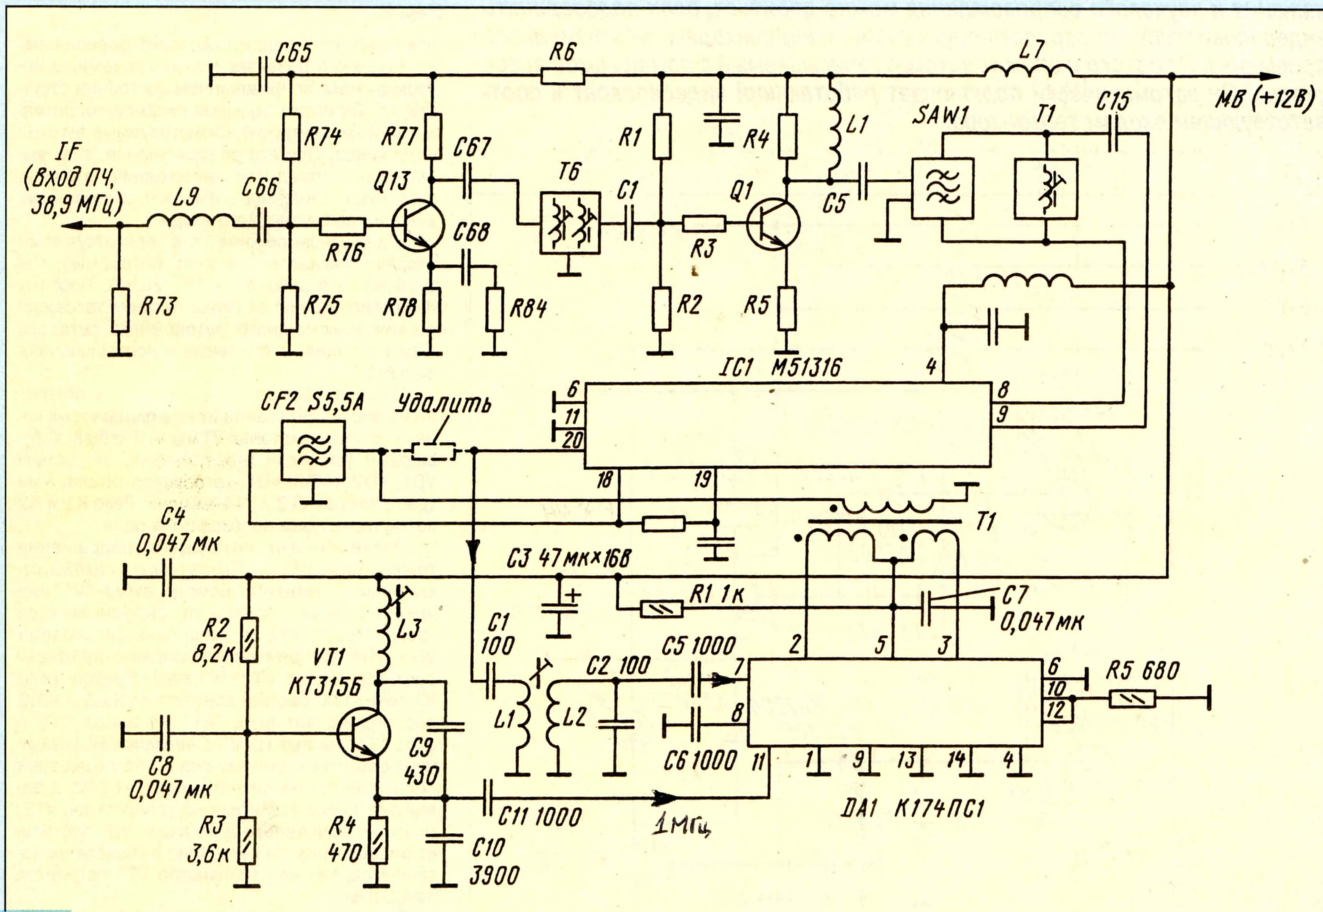 C65
R6
L7
MB (+12В)
R74
R77
C67
R1
R4
L1
SAW1
T1
C15
IF
(Вход ПЧ,
38,9 МГц)
L9
C66
Q13
T6
C1
Q1
C5
R76
C68
R3
R73
R75
R78
R84
R2
R5
IC1 M51316
4
CF2 S5,5A
Удалить
6
11
20
8
9
18
19
T1
C4
0,047 мк
C3 47 мк×16В
R1 1к
C7
0,047 мк
R2
8,2к
L3
VT1
КТ315Б
C1
100
C2 100
C5 1000
2
5
3
7
6
10
12
R5 680
L1
L2
8
C6 1000
11
1
9
13
14
4
C8
0,047 мк
C9
430
C11 1000
1МГц
DA1 К174ПС1
R3
3,6к
R4
470
C10
3900